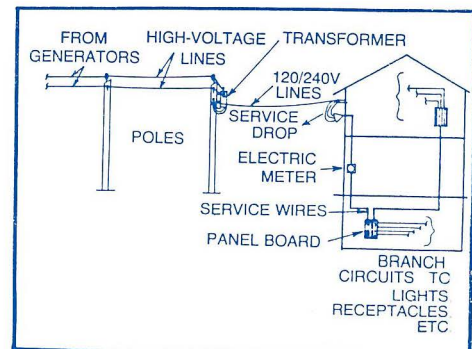 FROM
GENERATORS
HIGH-VOLTAGE
LINES
TRANSFORMER
120/240V
LINES
SERVICE
DROP
POLES
ELECTRIC
METER
SERVICE WIRES
PANEL BOARD
BRANCH
CIRCUITS TC
LIGHTS
RECEPTACLES
ETC